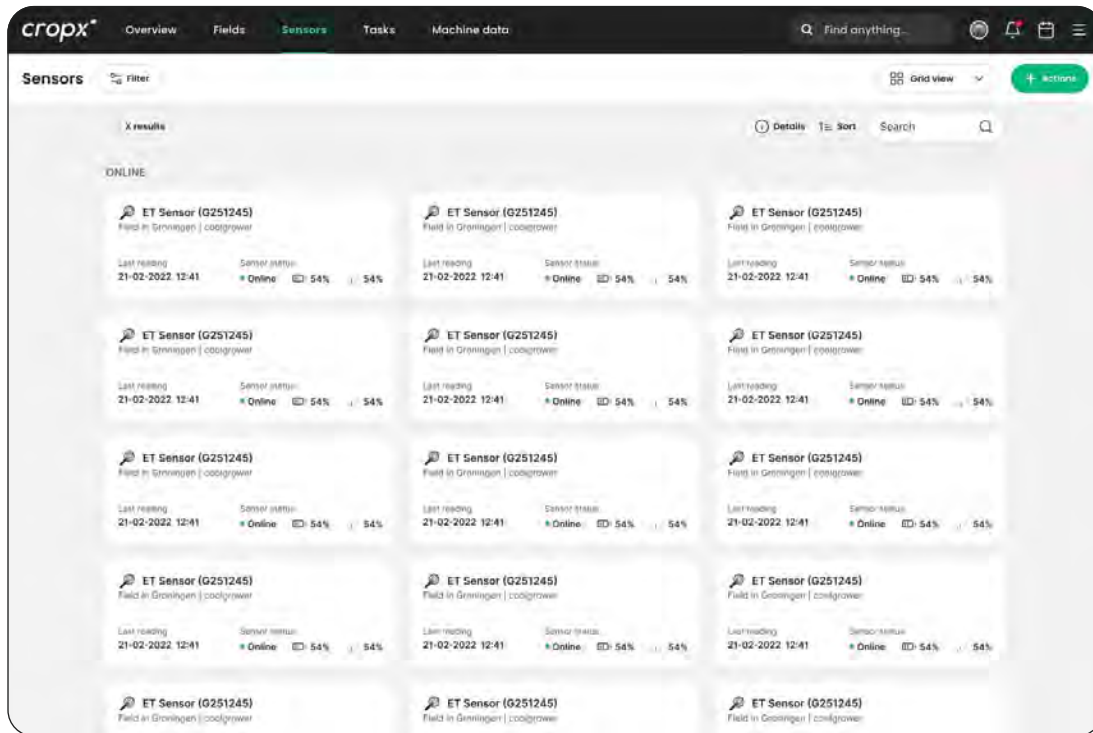 cropx Overview Fields Sensors Tasks Machine data Find anything...
Sensors Filter Grid view + Actions
X results Details Sort Search
ONLINE
ET Sensor (G251245) ET Sensor (G251245) ET Sensor (G251245)
Field in Groningen | coolgrower Field in Groningen | coolgrower Field in Groningen | coolgrower
Last reading Sensor status Last reading Sensor status Last reading Sensor status
21-02-2022 12:41 Online 54% 54% 21-02-2022 12:41 Online 54% 54% 21-02-2022 12:41 Online 54% 54%
ET Sensor (G251245) ET Sensor (G251245) ET Sensor (G251245)
Field in Groningen | coolgrower Field in Groningen | coolgrower Field in Groningen | coolgrower
Last reading Sensor status Last reading Sensor status Last reading Sensor status
21-02-2022 12:41 Online 54% 54% 21-02-2022 12:41 Online 54% 54% 21-02-2022 12:41 Online 54% 54%
ET Sensor (G251245) ET Sensor (G251245) ET Sensor (G251245)
Field in Groningen | coolgrower Field in Groningen | coolgrower Field in Groningen | coolgrower
Last reading Sensor status Last reading Sensor status Last reading Sensor status
21-02-2022 12:41 Online 54% 54% 21-02-2022 12:41 Online 54% 54% 21-02-2022 12:41 Online 54% 54%
ET Sensor (G251245) ET Sensor (G251245) ET Sensor (G251245)
Field in Groningen | coolgrower Field in Groningen | coolgrower Field in Groningen | coolgrower
Last reading Sensor status Last reading Sensor status Last reading Sensor status
21-02-2022 12:41 Online 54% 54% 21-02-2022 12:41 Online 54% 54% 21-02-2022 12:41 Online 54% 54%
ET Sensor (G251245) ET Sensor (G251245) ET Sensor (G251245)
Field in Groningen | coolgrower Field in Groningen | coolgrower Field in Groningen | coolgrower